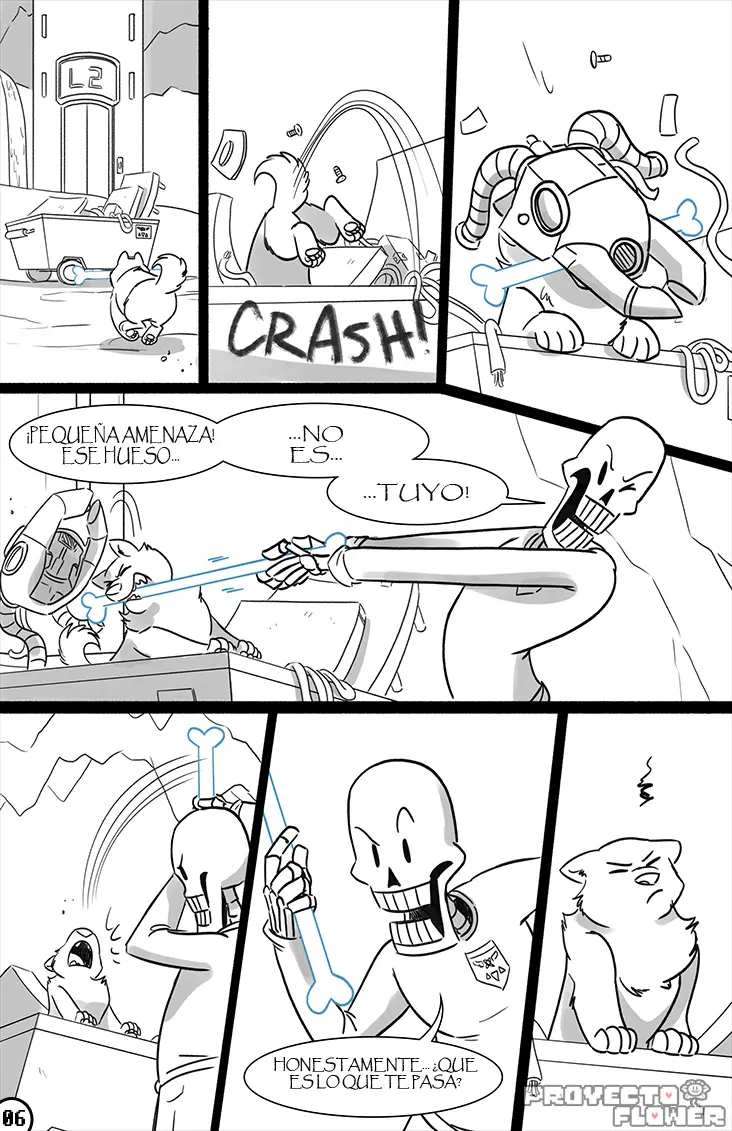 L2
CRASH!
¡PEQUEÑA AMENAZA!
ESE HUESO...
...NO
ES...
...TUYO!
HONESTAMENTE... ¿QUE
ES LO QUE TE PASA?
06
PROYECTO
FLOWER